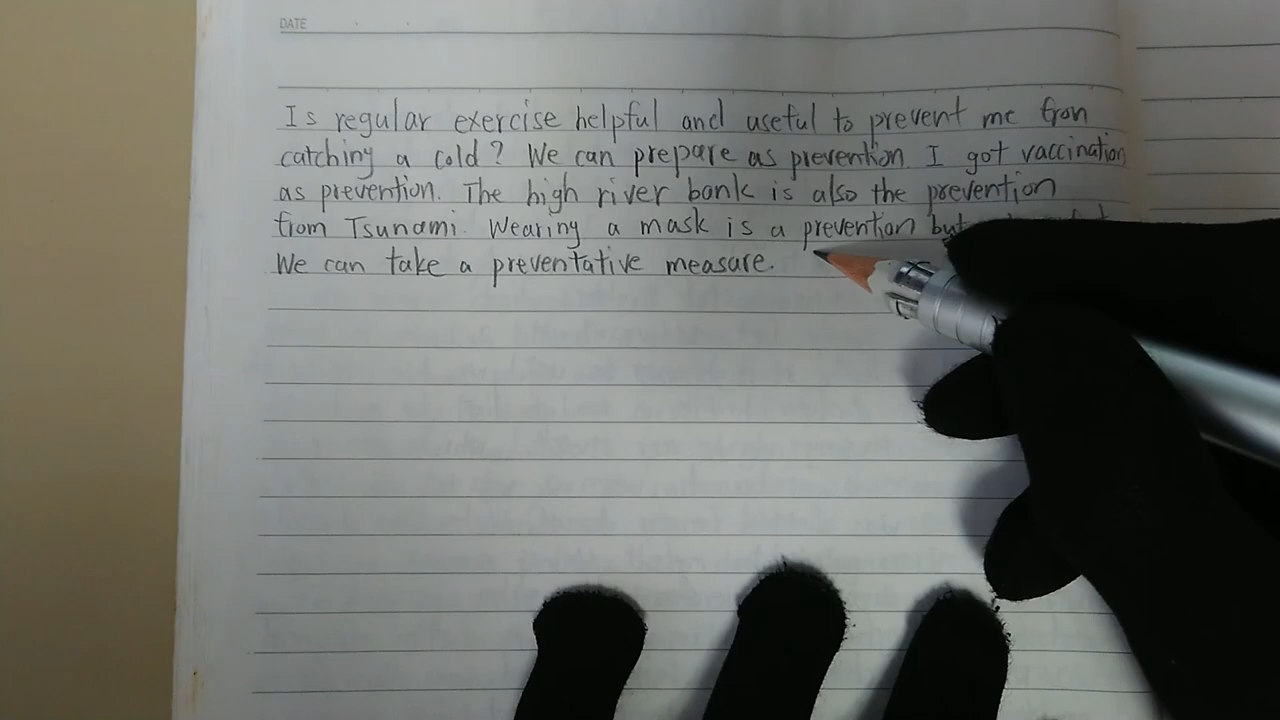 DATE
Is regular exercise helpful and useful to prevent me from
catching a cold? We can prepare as prevention. I got vaccination
as prevention. The high river bank is also the prevention
from Tsunami. Wearing a mask is a prevention but
We can take a preventative measure.